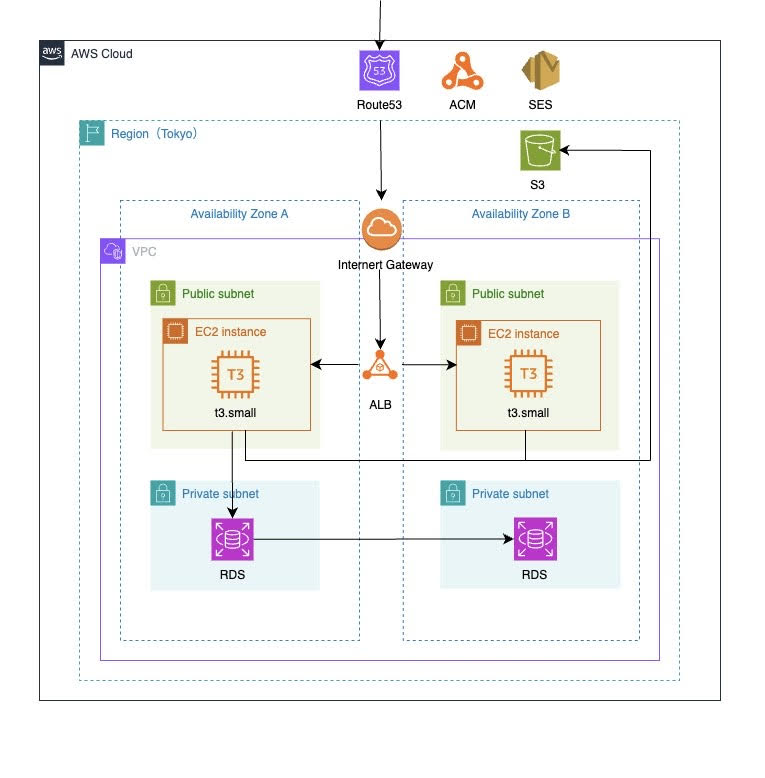 aws
AWS Cloud
53
Route53
ACM
SES
Region（Tokyo）
S3
Availability Zone A
Availability Zone B
VPC
Internert Gateway
Public subnet
Public subnet
EC2 instance
EC2 instance
T3
T3
t3.small
t3.small
ALB
Private subnet
Private subnet
RDS
RDS